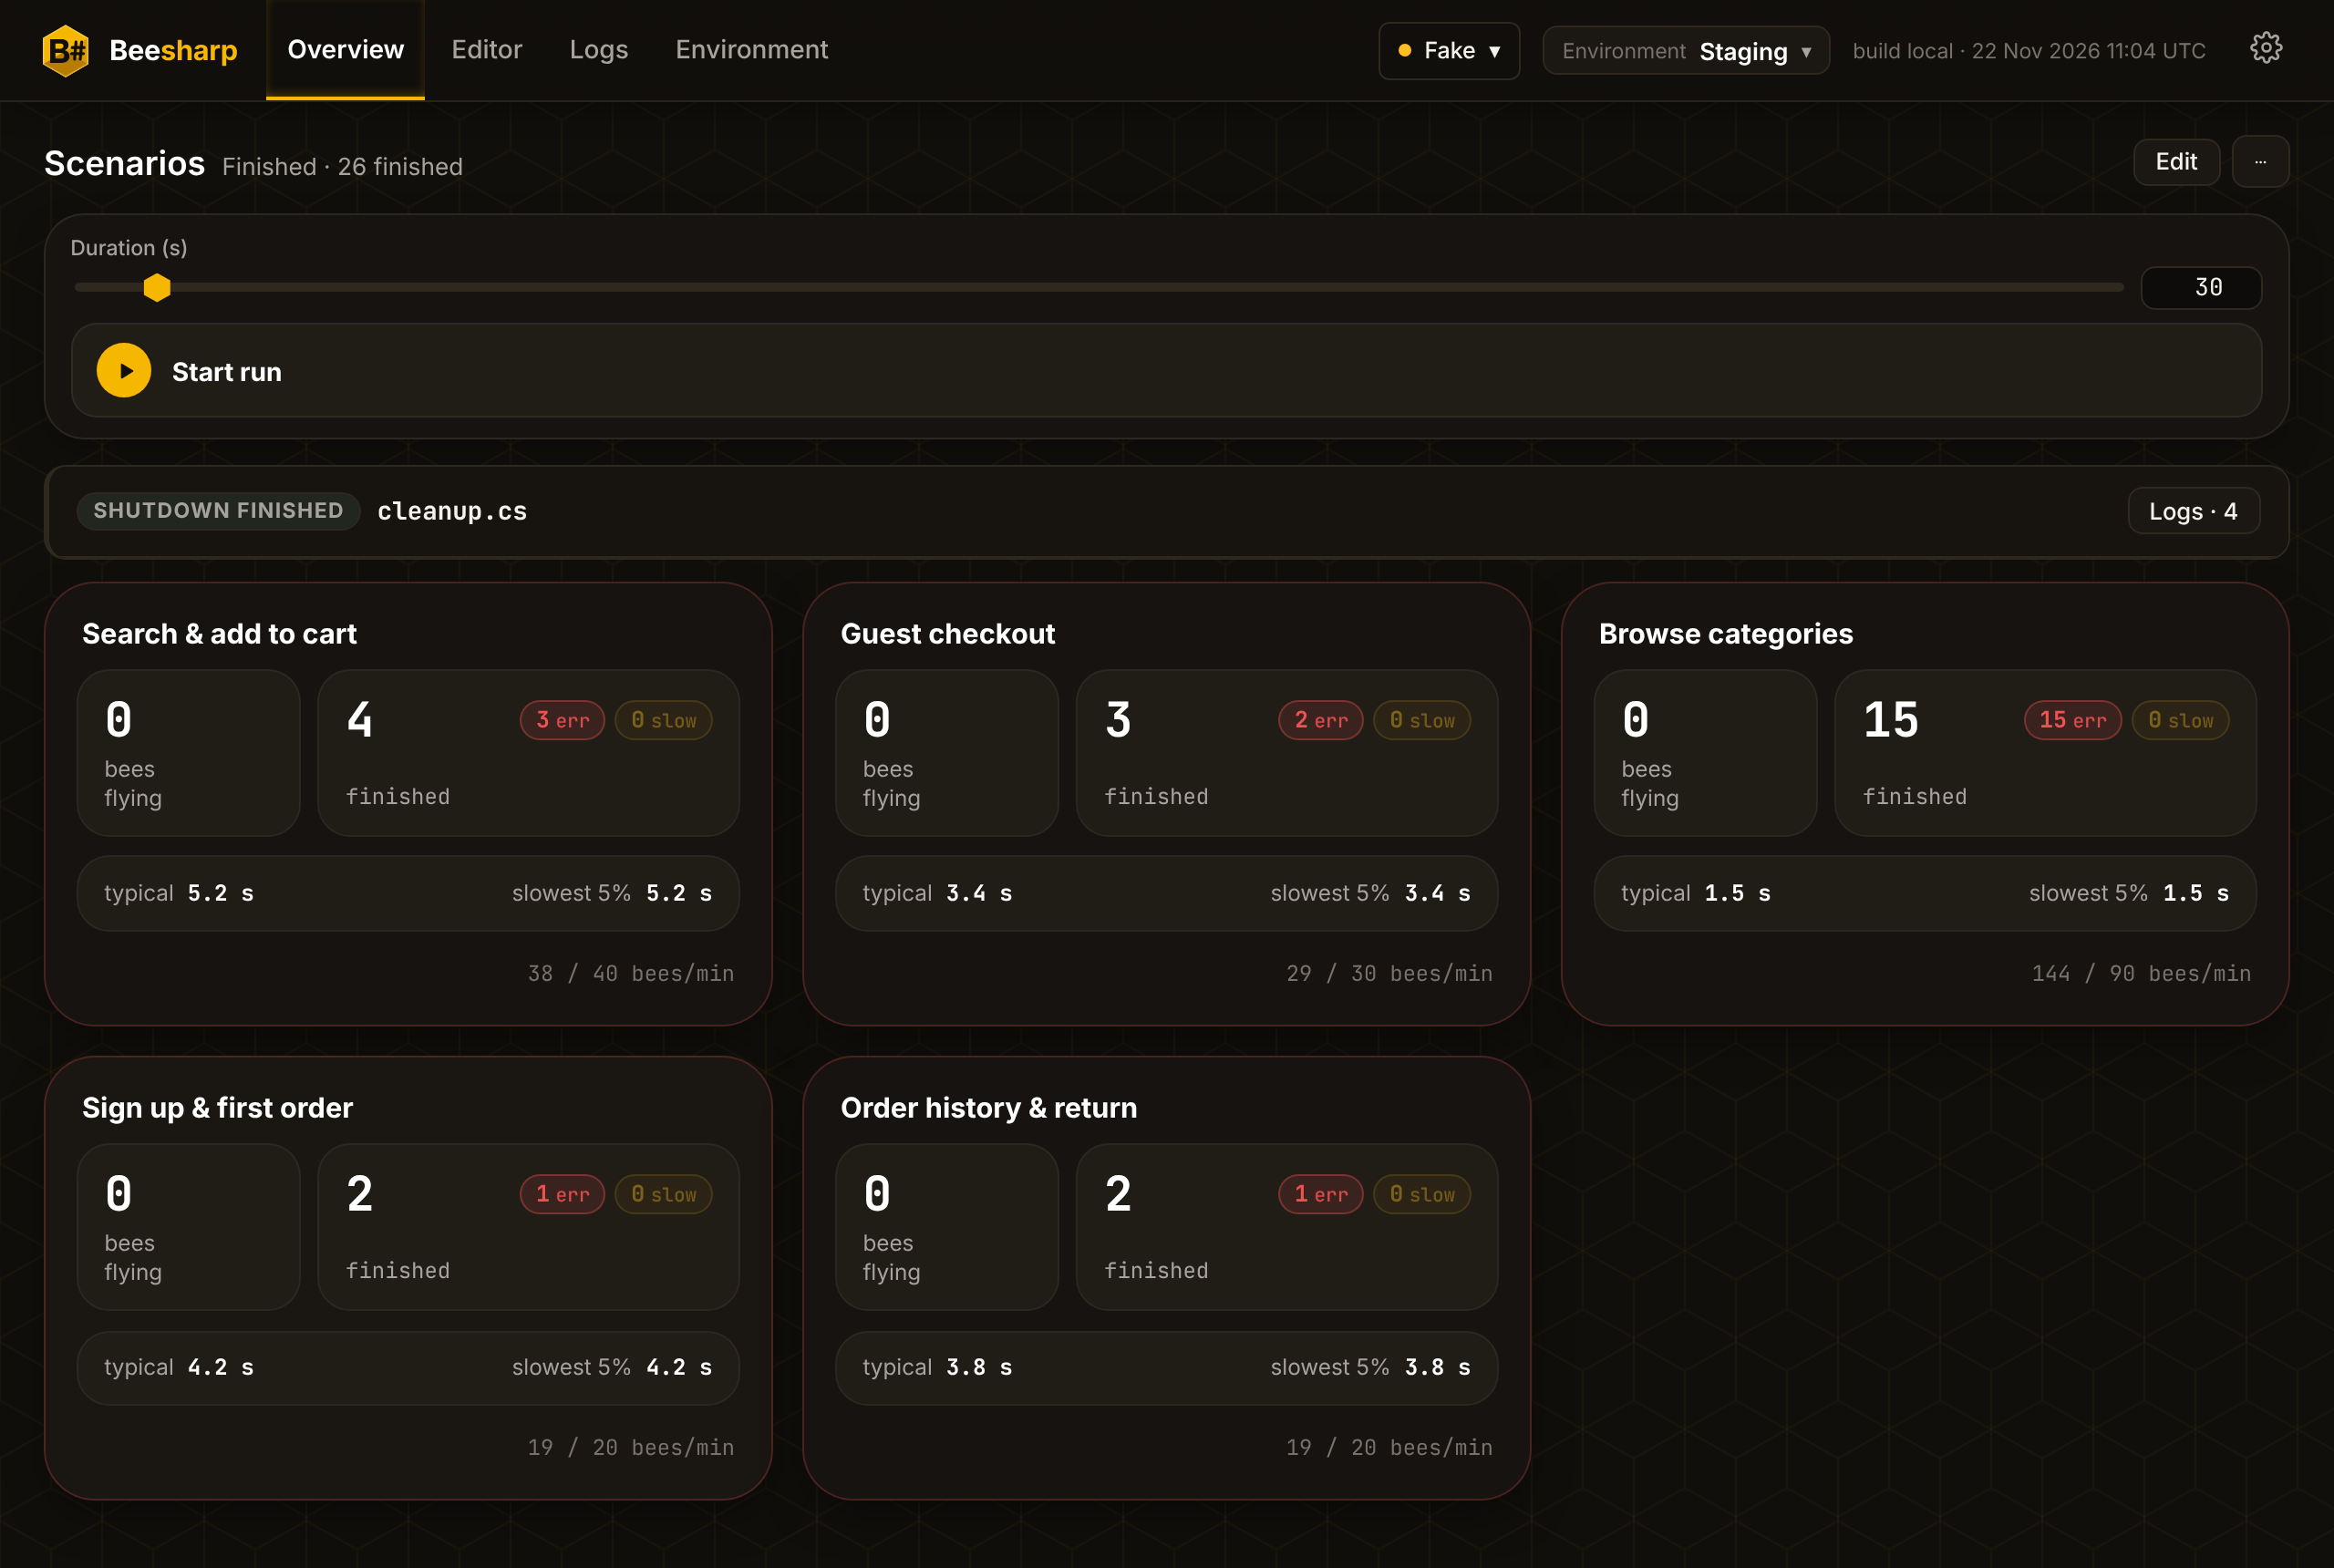 B# Beesharp Overview Editor Logs Environment Fake ▾ Environment Staging ▾ build local · 22 Nov 2026 11:04 UTC
Scenarios Finished · 26 finished Edit ...
Duration (s)
30
Start run
SHUTDOWN FINISHED cleanup.cs Logs · 4
Search & add to cart
0 bees flying
4 finished 3 err 0 slow
typical 5.2 s slowest 5% 5.2 s
38 / 40 bees/min
Guest checkout
0 bees flying
3 finished 2 err 0 slow
typical 3.4 s slowest 5% 3.4 s
29 / 30 bees/min
Browse categories
0 bees flying
15 finished 15 err 0 slow
typical 1.5 s slowest 5% 1.5 s
144 / 90 bees/min
Sign up & first order
0 bees flying
2 finished 1 err 0 slow
typical 4.2 s slowest 5% 4.2 s
19 / 20 bees/min
Order history & return
0 bees flying
2 finished 1 err 0 slow
typical 3.8 s slowest 5% 3.8 s
19 / 20 bees/min